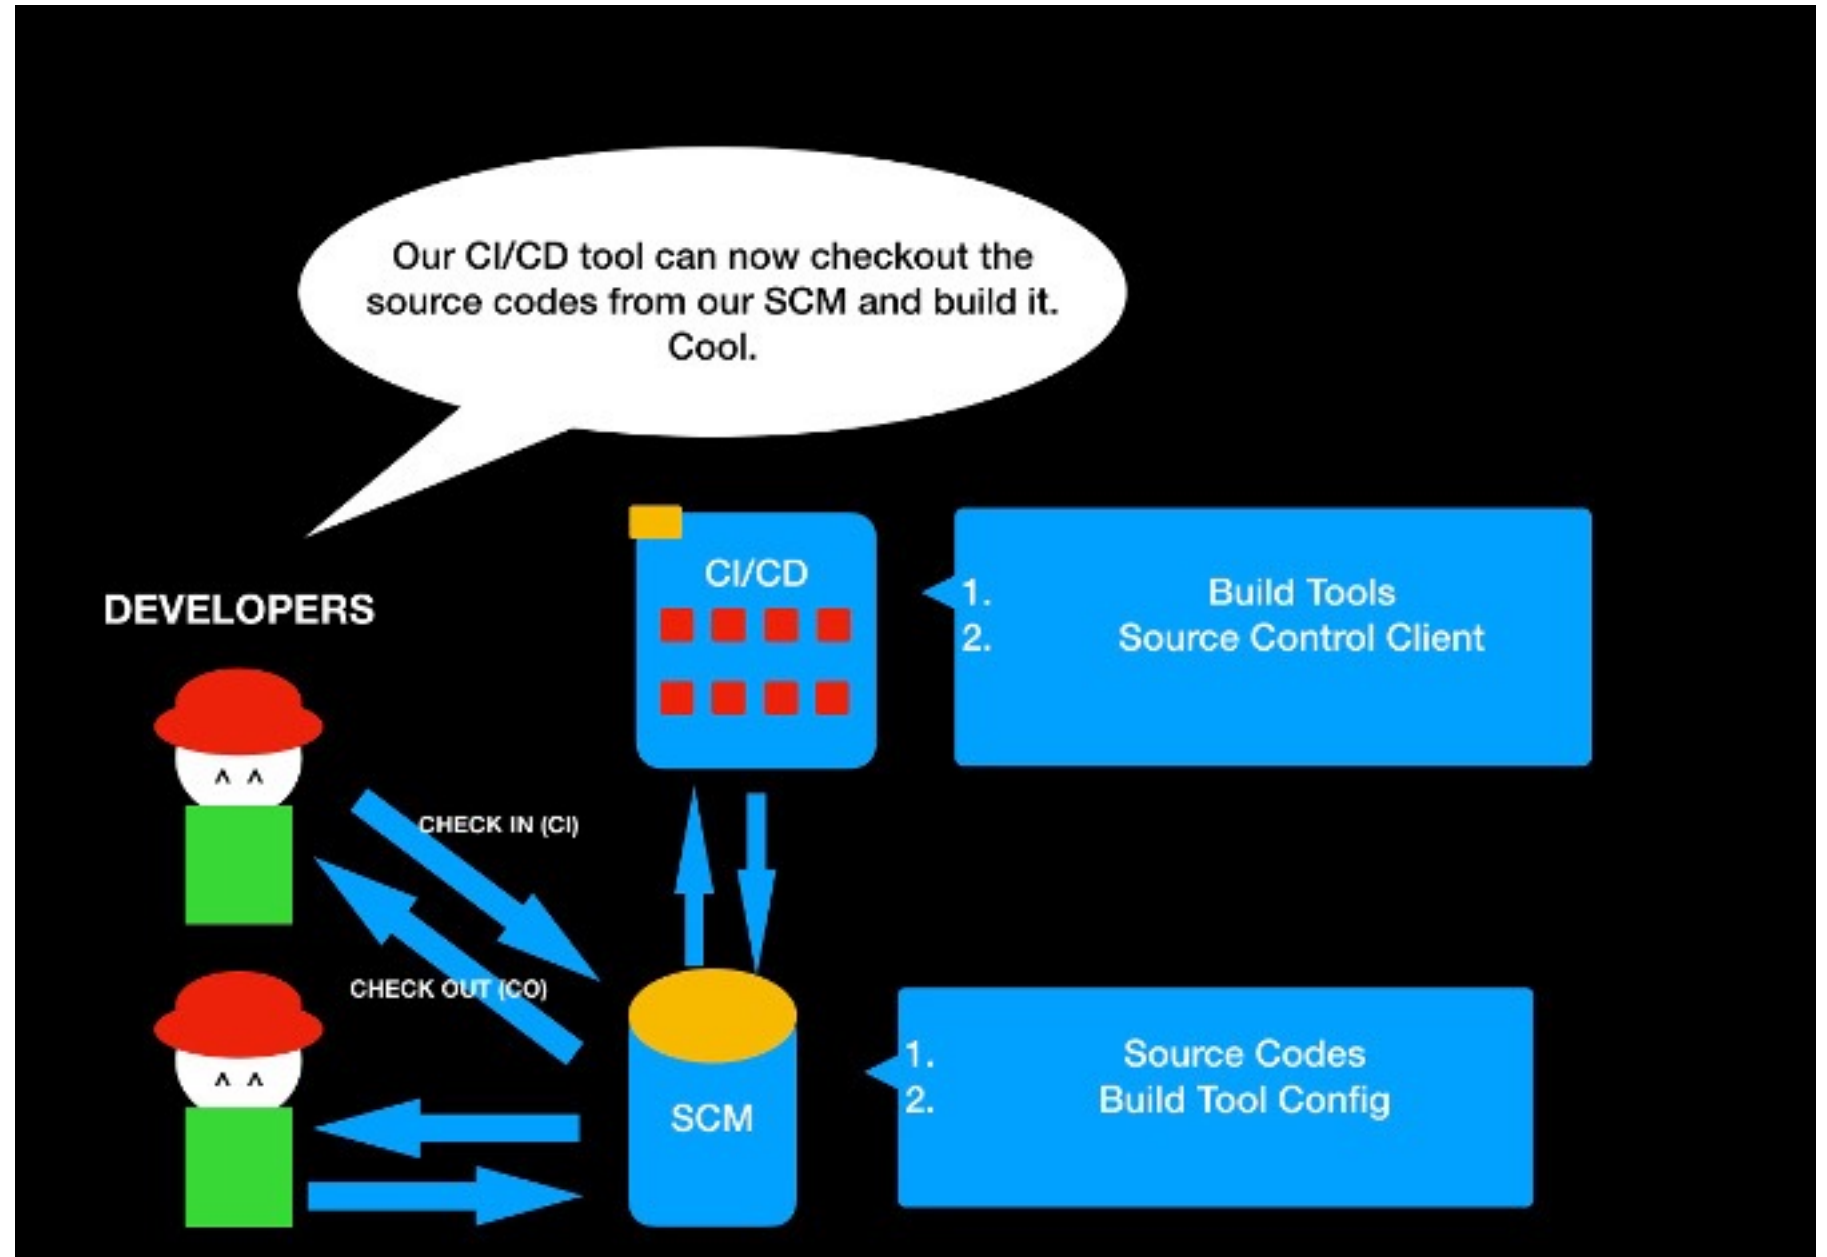 Our CI/CD tool can now checkout the
source codes from our SCM and build it.
Cool.
DEVELOPERS
CI/CD
1. Build Tools
2. Source Control Client
CHECK IN (CI)
CHECK OUT (CO)
SCM
1. Source Codes
2. Build Tool Config